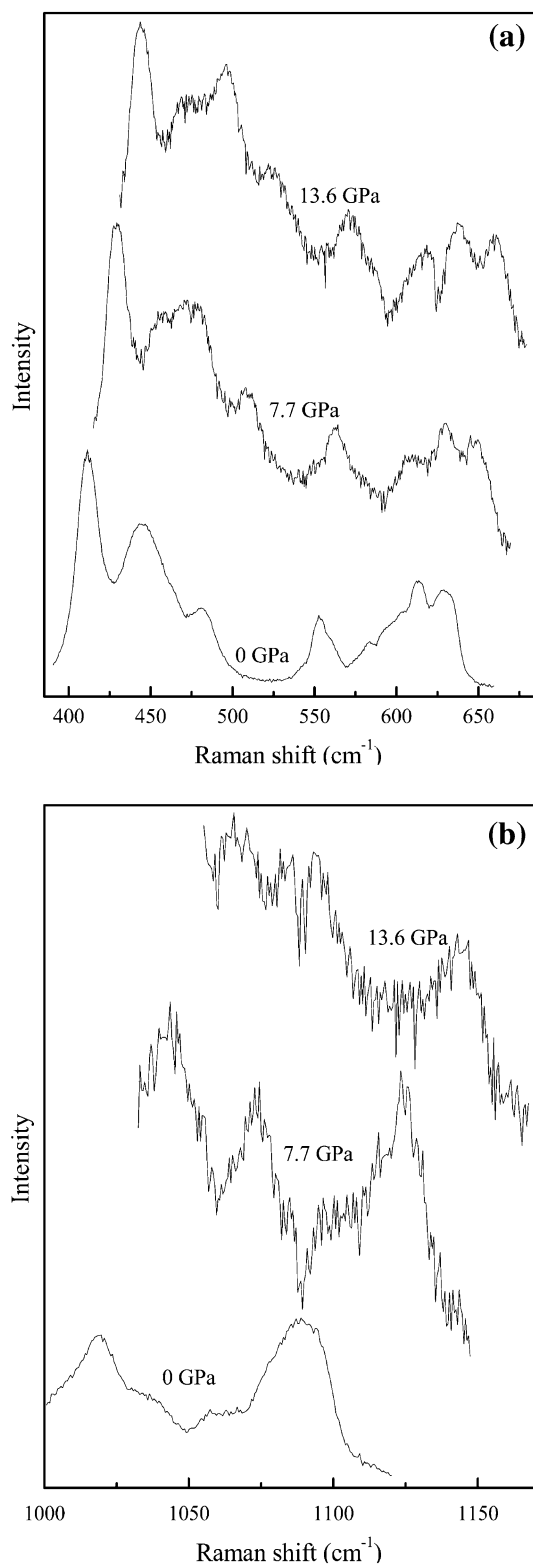 (a)
13.6 GPa
7.7 GPa
0 GPa
Intensity
400 450 500 550 600 650
Raman shift (cm⁻¹)
(b)
13.6 GPa
7.7 GPa
0 GPa
Intensity
1000 1050 1100 1150
Raman shift (cm⁻¹)